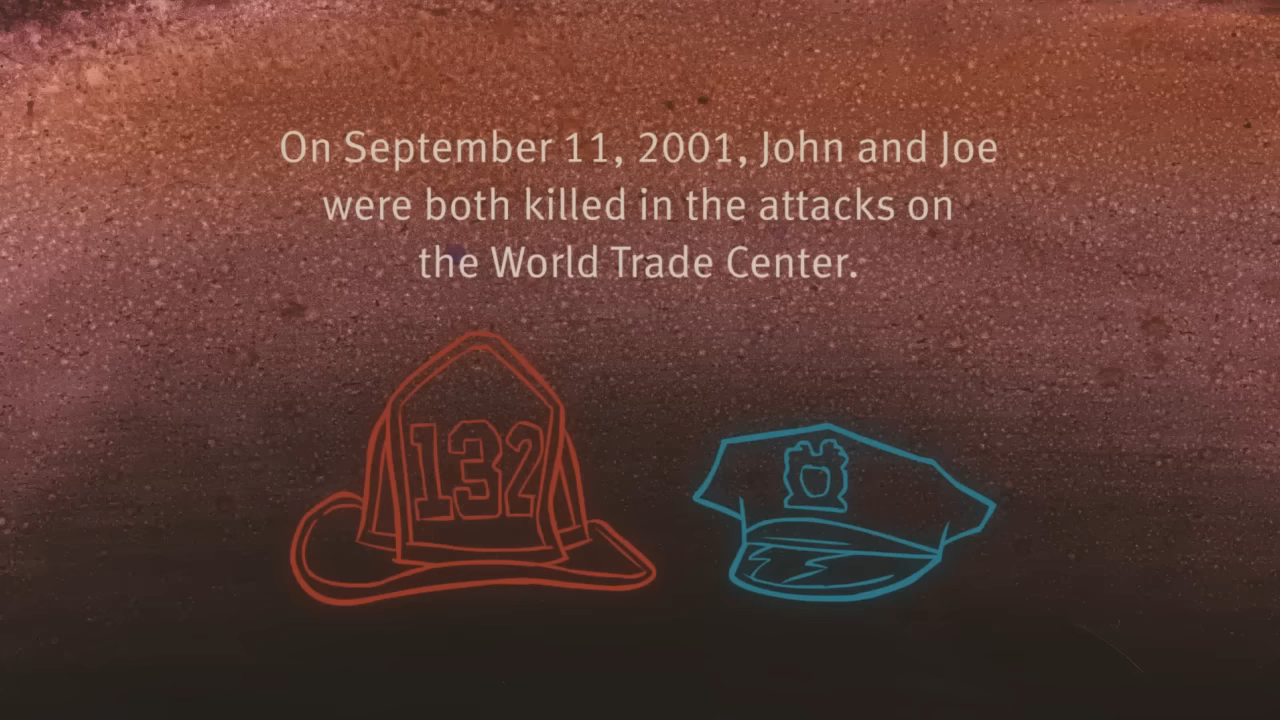 On September 11, 2001, John and Joe
were both killed in the attacks on
the World Trade Center.
132